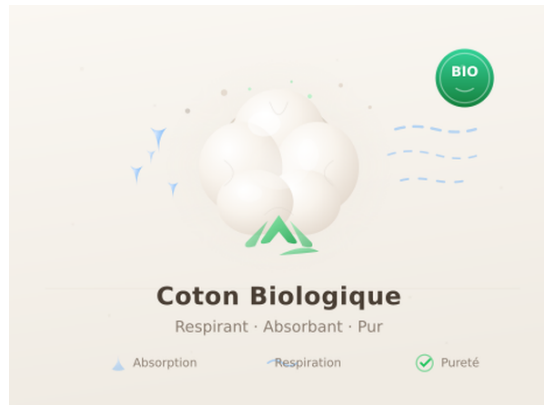 BIO
Coton Biologique
Respirant · Absorbant · Pur
Absorption Respiration Pureté